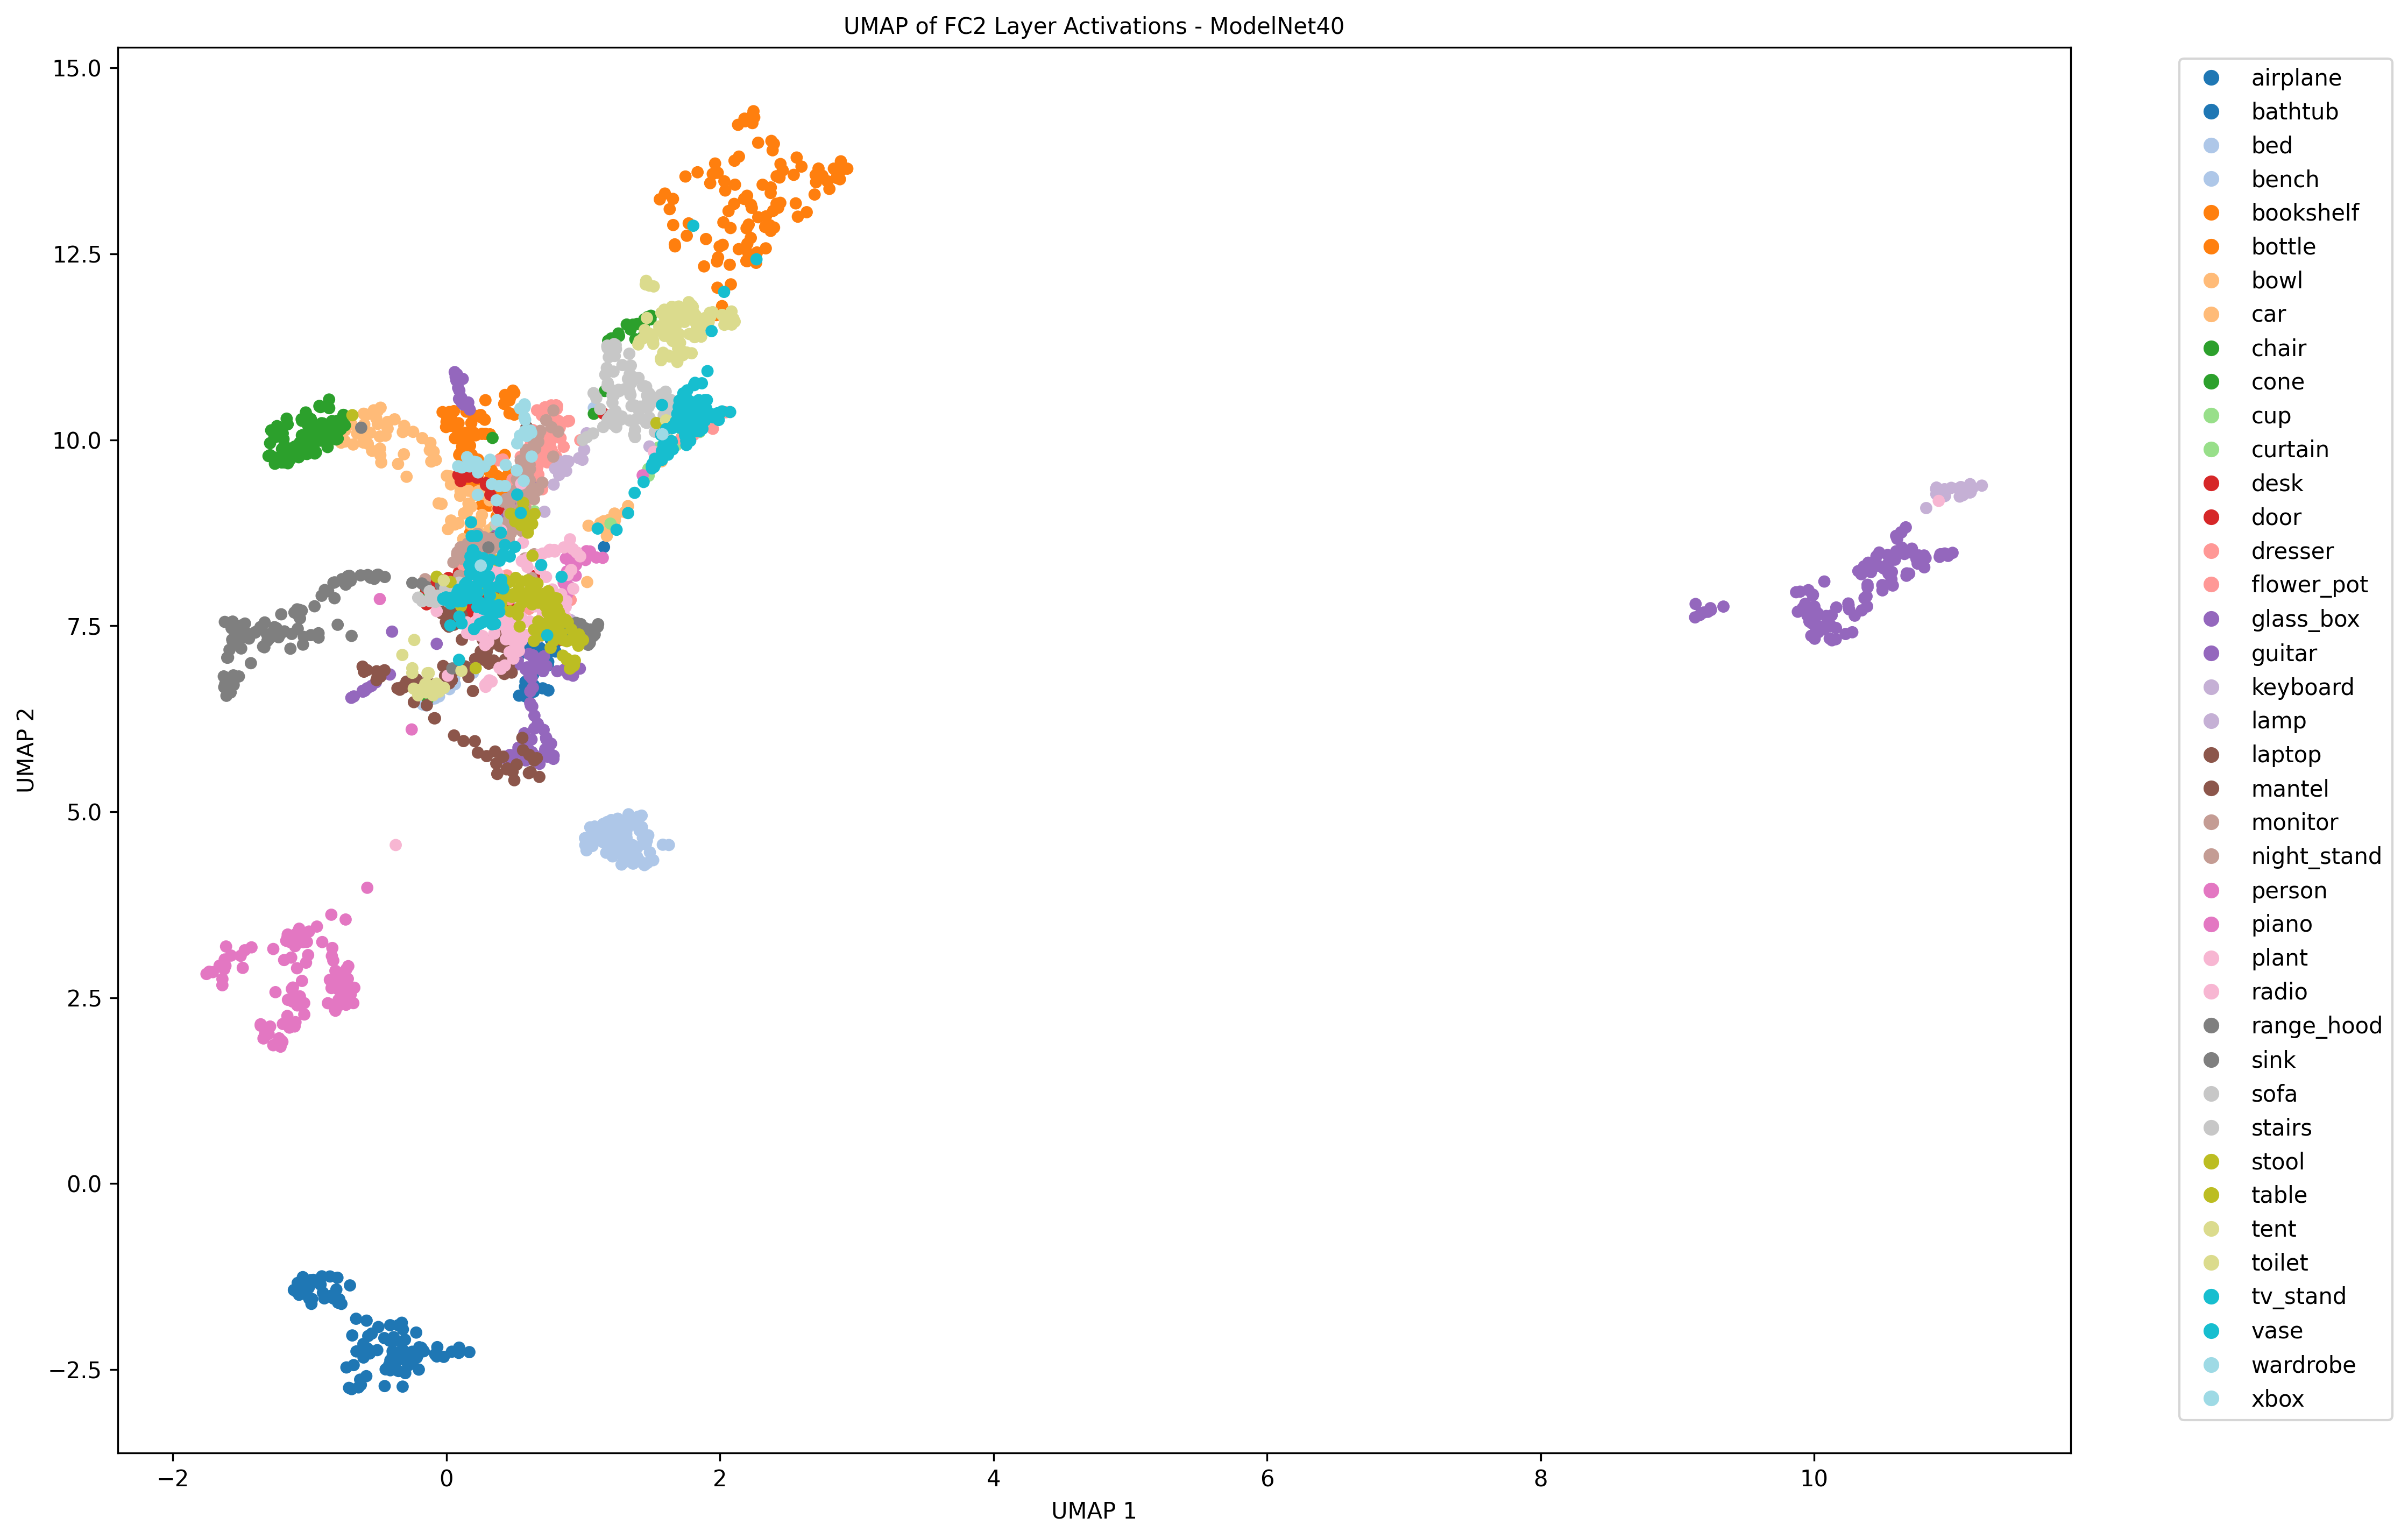 UMAP of FC2 Layer Activations - ModelNet40
15.0
12.5
10.0
7.5
5.0
2.5
0.0
−2.5
UMAP 2
−2
0
2
4
6
8
10
UMAP 1
airplane
bathtub
bed
bench
bookshelf
bottle
bowl
car
chair
cone
cup
curtain
desk
door
dresser
flower_pot
glass_box
guitar
keyboard
lamp
laptop
mantel
monitor
night_stand
person
piano
plant
radio
range_hood
sink
sofa
stairs
stool
table
tent
toilet
tv_stand
vase
wardrobe
xbox